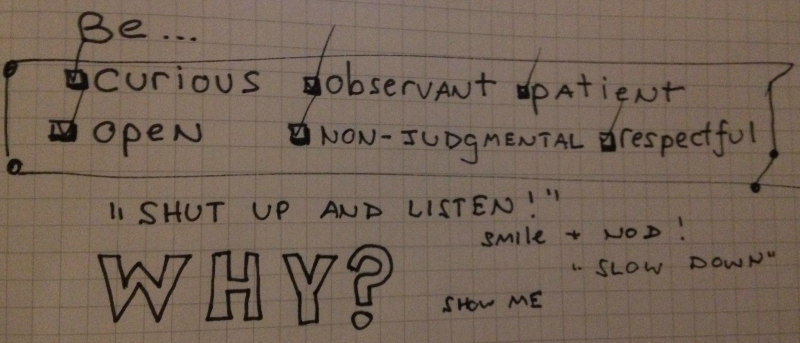 Be...
curious observant patient
open non-judgmental respectful
"SHUT UP AND LISTEN!"
smile + NOD!
"SLOW DOWN"
WHY?
SHOW ME